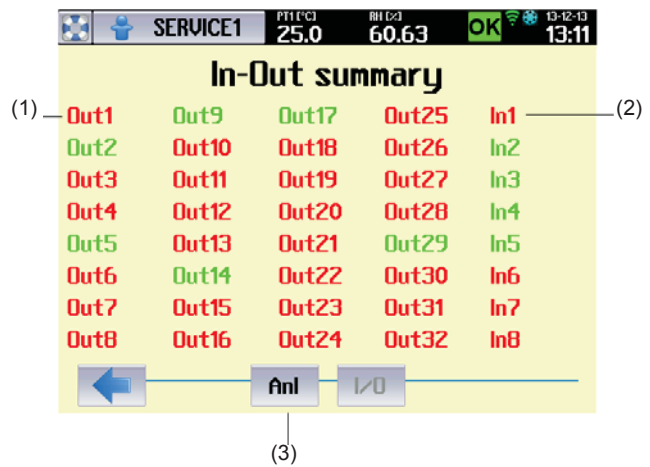 SERVICE1 PT1 [°C] 25.0 RH [%] 60.63 OK 13-12-13 13:11
In-Out summary
(1) Out1 Out9 Out17 Out25 In1 (2)
Out2 Out10 Out18 Out26 In2
Out3 Out11 Out19 Out27 In3
Out4 Out12 Out20 Out28 In4
Out5 Out13 Out21 Out29 In5
Out6 Out14 Out22 Out30 In6
Out7 Out15 Out23 Out31 In7
Out8 Out16 Out24 Out32 In8
AnI I/O
(3)